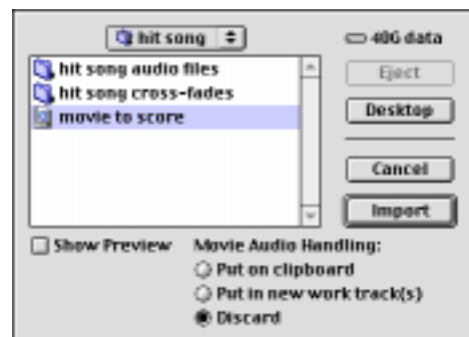 hit song
40G data
hit song audio files
hit song cross-fades
movie to score
Eject
Desktop
Cancel
Import
Show Preview
Movie Audio Handling:
Put on clipboard
Put in new work track(s)
Discard